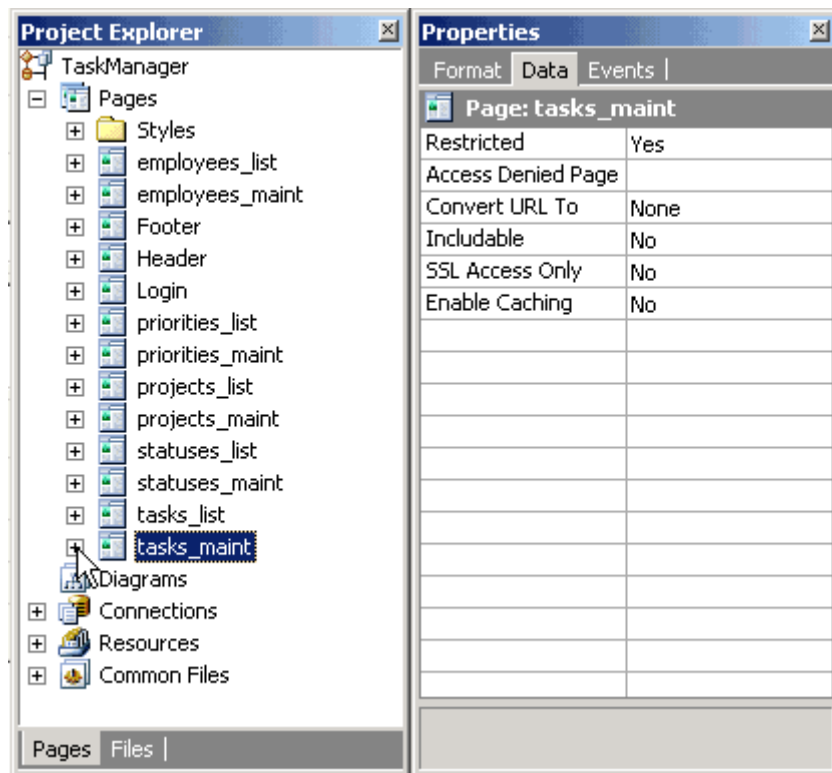 Project Explorer
TaskManager
Pages
Styles
employees_list
employees_maint
Footer
Header
Login
priorities_list
priorities_maint
projects_list
projects_maint
statuses_list
statuses_maint
tasks_list
tasks_maint
Diagrams
Connections
Resources
Common Files
Pages Files
Properties
Format Data Events
Page: tasks_maint
Restricted Yes
Access Denied Page
Convert URL To None
Includable No
SSL Access Only No
Enable Caching No